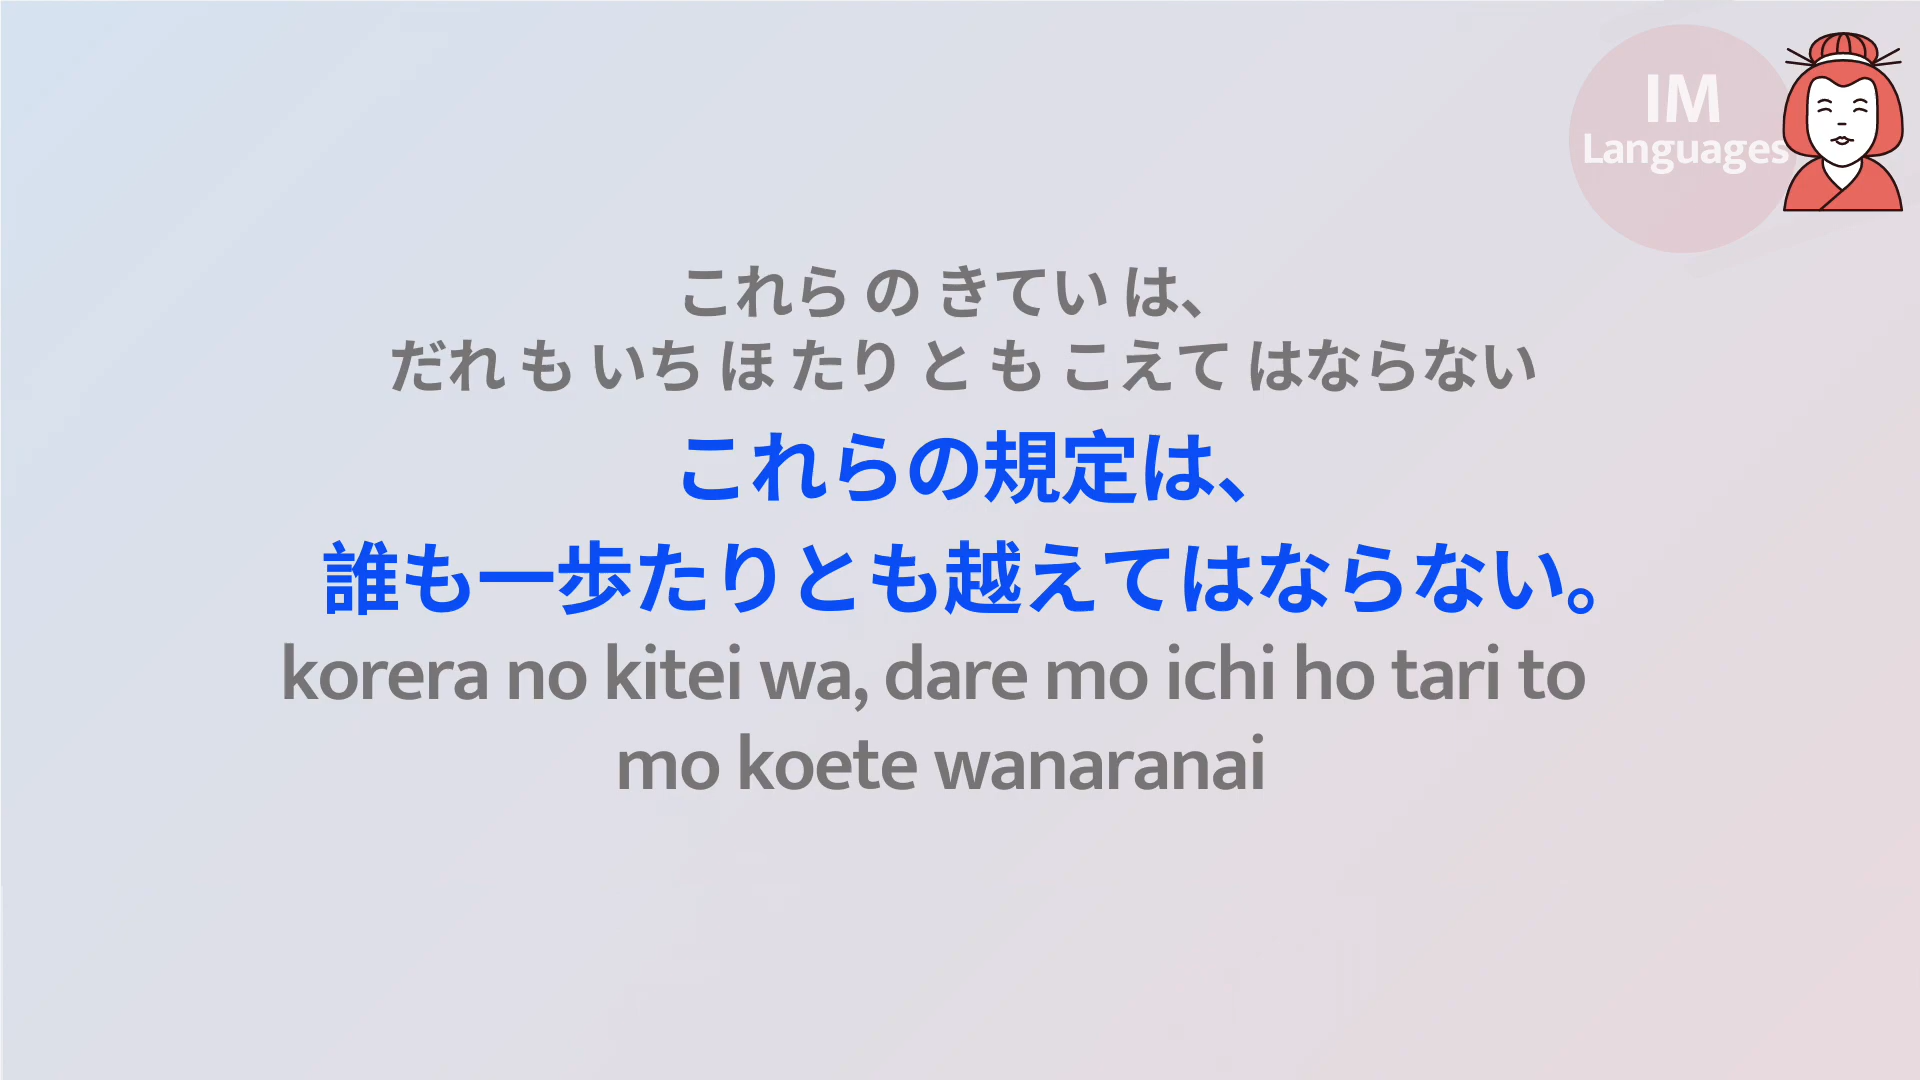 IM
Languages
これら の きてい は、
だれ も いち ほ たり と も こえて はならない
これらの規定は、
誰も一歩たりとも越えてはならない。
korera no kitei wa, dare mo ichi ho tari to
mo koete wanaranai